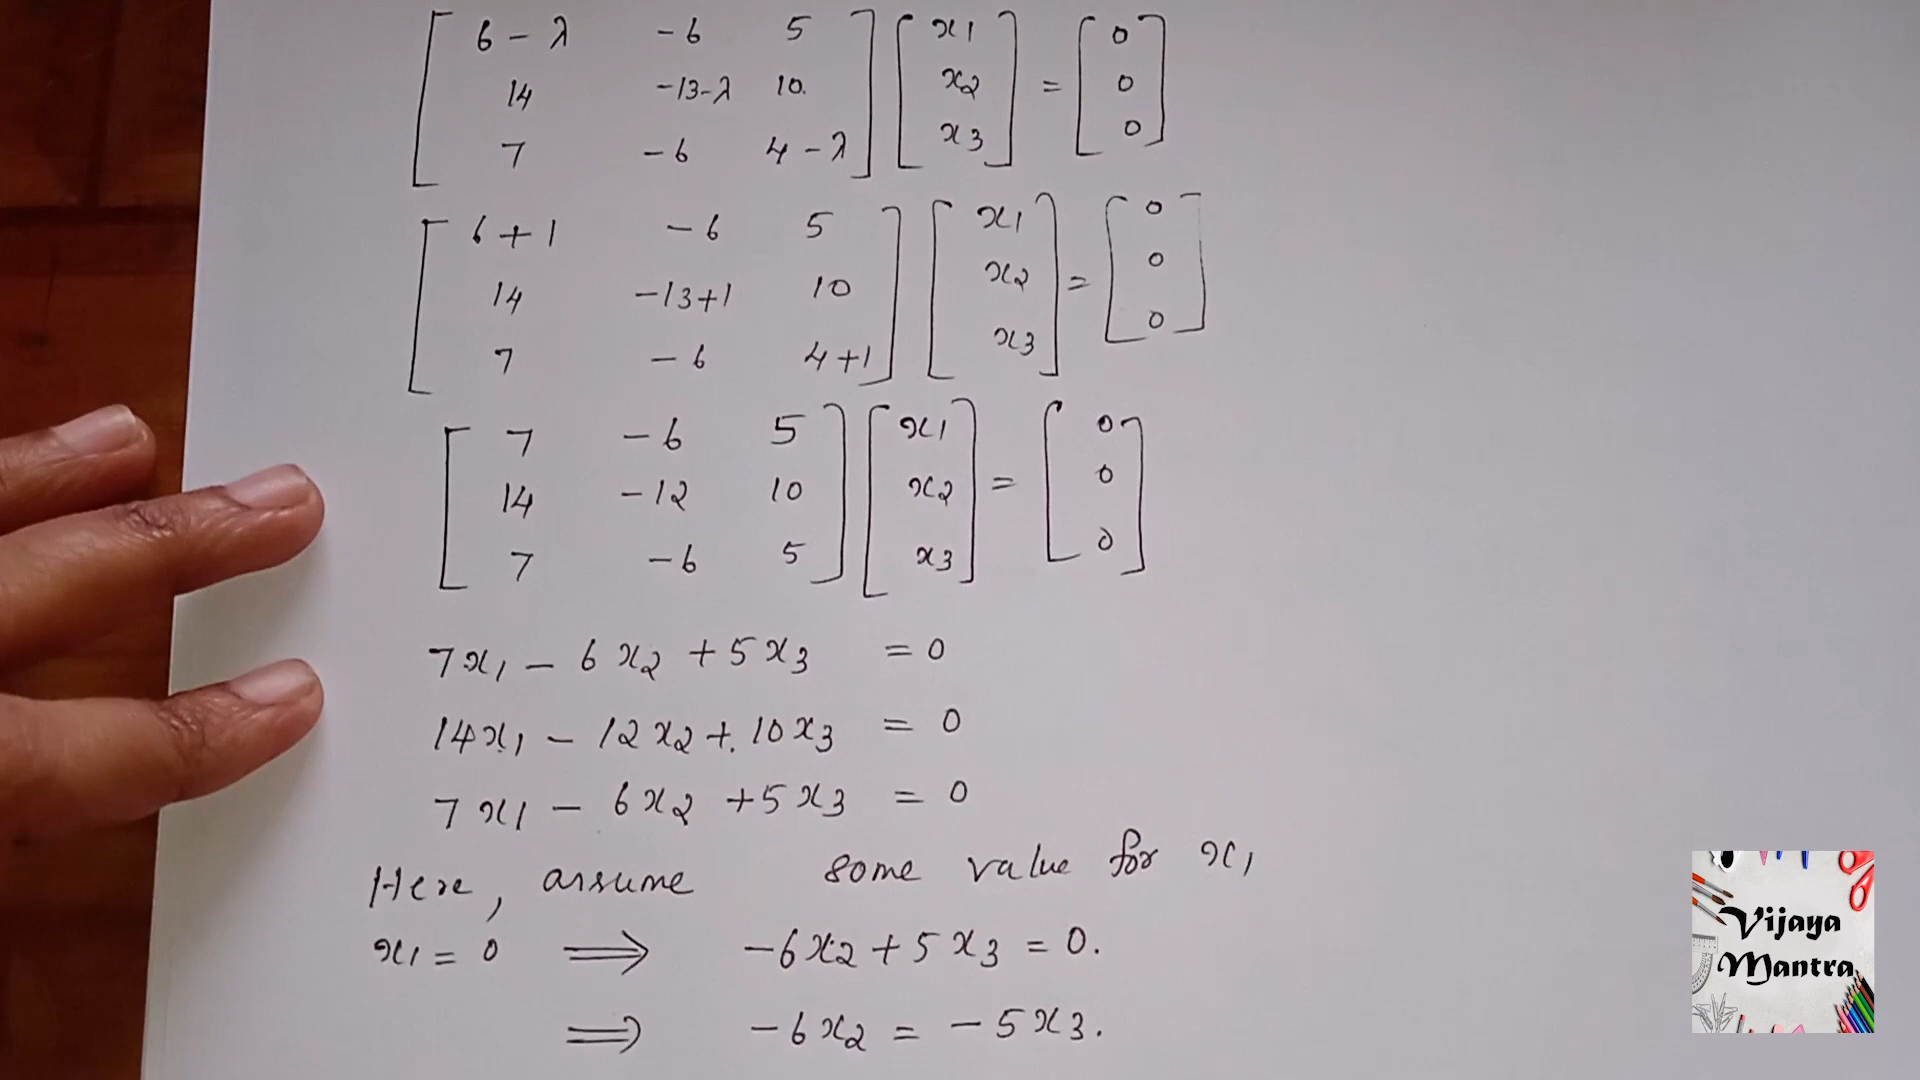 6-λ -6 5 x1 0
14 -13-λ 10. x2 = 0
7 -6 4-λ x3 0
6+1 -6 5 x1 0
14 -13+1 10 x2 = 0
7 -6 4+1 x3 0
7 -6 5 x1 0
14 -12 10 x2 = 0
7 -6 5 x3 0
7x1 - 6x2 + 5x3 = 0
14x1 - 12x2 +. 10x3 = 0
7x1 - 6x2 + 5x3 = 0
Here, assume some value for x1
x1 = 0 ⟹ -6x2 + 5x3 = 0.
⟹ -6x2 = -5x3.
Vijaya
Mantra